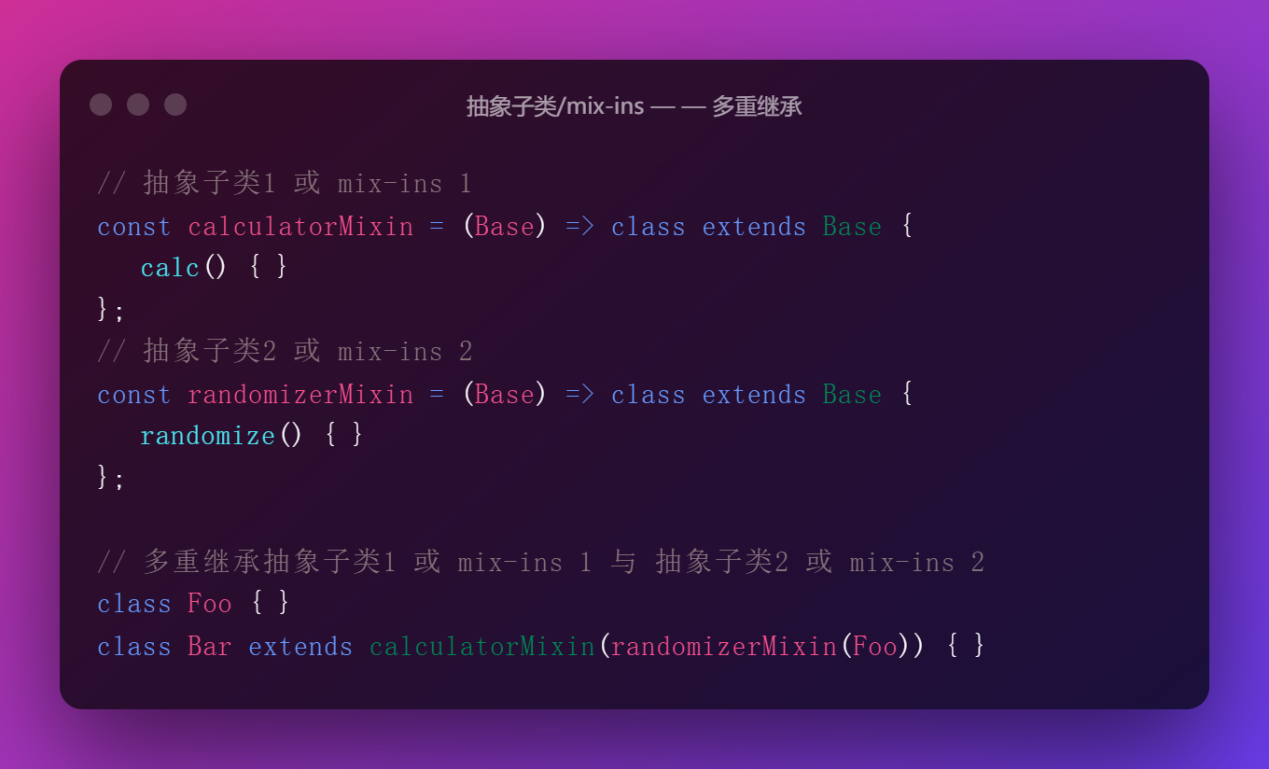 抽象子类/mix-ins — — 多重继承
// 抽象子类1 或 mix-ins 1
const calculatorMixin = (Base) => class extends Base {
   calc() { }
};
// 抽象子类2 或 mix-ins 2
const randomizerMixin = (Base) => class extends Base {
   randomize() { }
};
// 多重继承抽象子类1 或 mix-ins 1 与 抽象子类2 或 mix-ins 2
class Foo { }
class Bar extends calculatorMixin(randomizerMixin(Foo)) { }